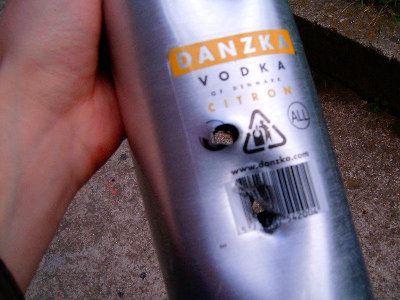 DANZKA
VODKA
OF DENMARK
CITRON
ALL
www.danzka.com